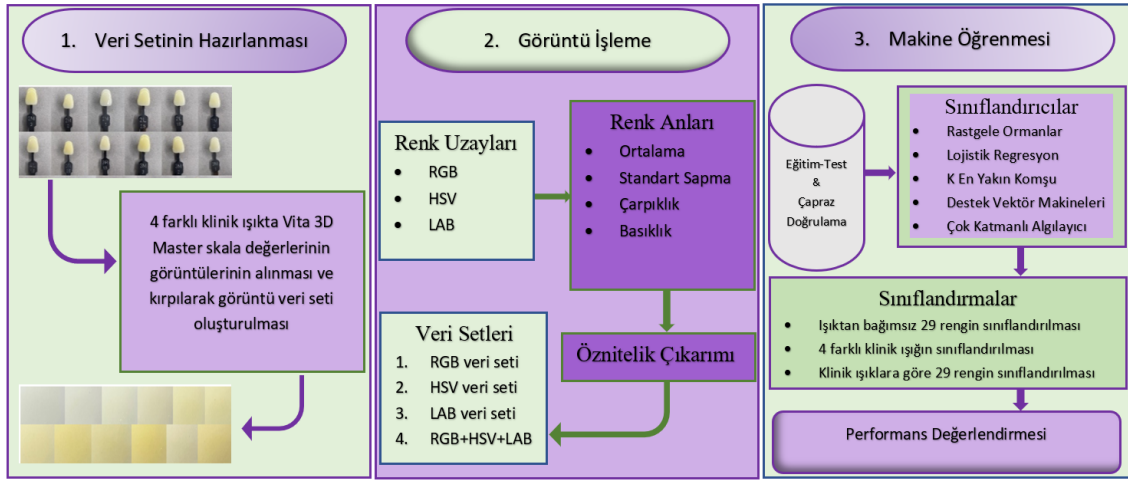 1. Veri Setinin Hazırlanması
4 farklı klinik ışıkta Vita 3D
Master skala değerlerinin
görüntülerinin alınması ve
kırpılarak görüntü veri seti
oluşturulması
2. Görüntü İşleme
Renk Uzayları
• RGB
• HSV
• LAB
Renk Anları
• Ortalama
• Standart Sapma
• Çarpıklık
• Basıklık
Öznitelik Çıkarımı
Veri Setleri
1. RGB veri seti
2. HSV veri seti
3. LAB veri seti
4. RGB+HSV+LAB
3. Makine Öğrenmesi
Eğitim-Test
&
Çapraz
Doğrulama
Sınıflandırıcılar
• Rastgele Ormanlar
• Lojistik Regresyon
• K En Yakın Komşu
• Destek Vektör Makineleri
• Çok Katmanlı Algılayıcı
Sınıflandırmalar
• Işıktan bağımsız 29 rengin sınıflandırılması
• 4 farklı klinik ışığın sınıflandırılması
• Klinik ışıklara göre 29 rengin sınıflandırılması
Performans Değerlendirmesi